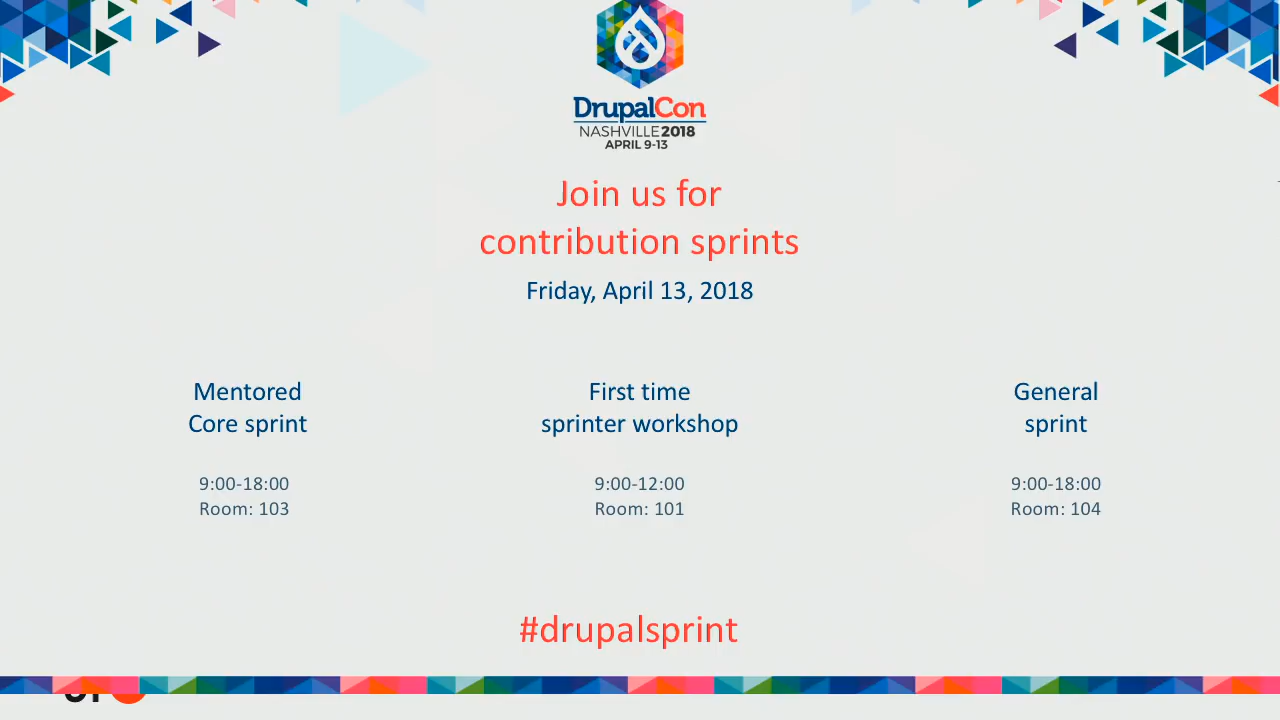 DrupalCon
NASHVILLE 2018
APRIL 9-13
Join us for
contribution sprints
Friday, April 13, 2018
Mentored
Core sprint
9:00-18:00
Room: 103
First time
sprinter workshop
9:00-12:00
Room: 101
General
sprint
9:00-18:00
Room: 104
#drupalsprint